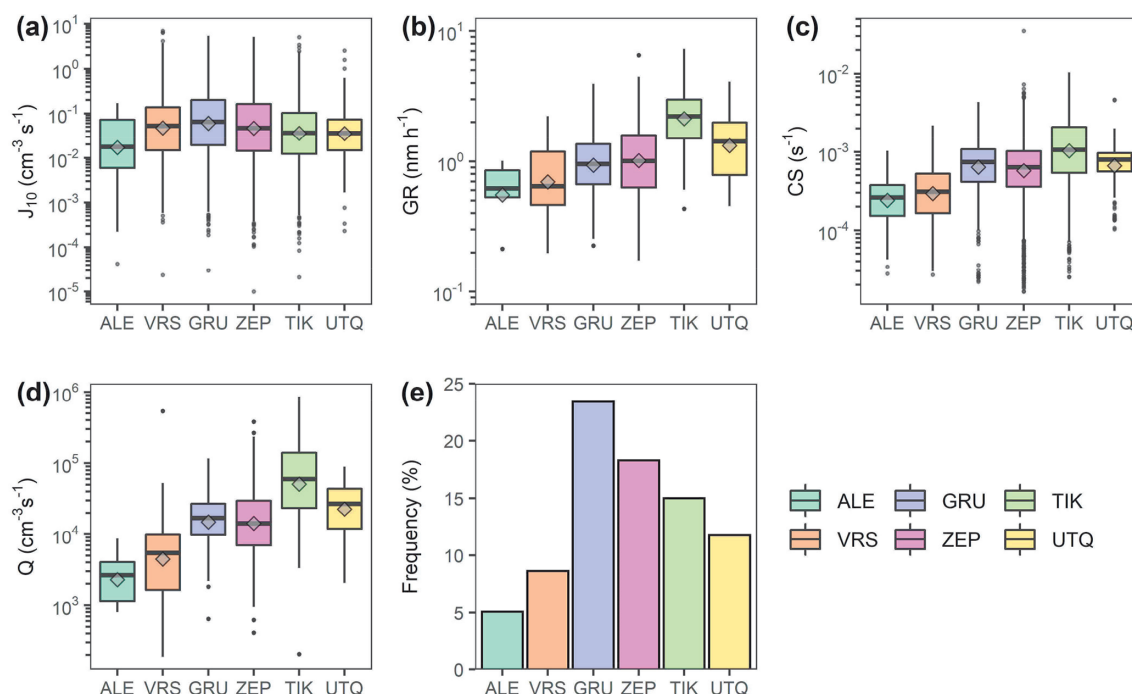 (a)
J₁₀ (cm⁻³ s⁻¹)
10¹
10⁰
10⁻¹
10⁻²
10⁻³
10⁻⁴
10⁻⁵
ALE VRS GRU ZEP TIK UTQ
(b)
GR (nm h⁻¹)
10¹
10⁰
10⁻¹
ALE VRS GRU ZEP TIK UTQ
(c)
CS (s⁻¹)
10⁻²
10⁻³
10⁻⁴
ALE VRS GRU ZEP TIK UTQ
(d)
Q (cm⁻³s⁻¹)
10⁶
10⁵
10⁴
10³
ALE VRS GRU ZEP TIK UTQ
(e)
Frequency (%)
25
20
15
10
5
0
ALE VRS GRU ZEP TIK UTQ
ALE GRU TIK
VRS ZEP UTQ